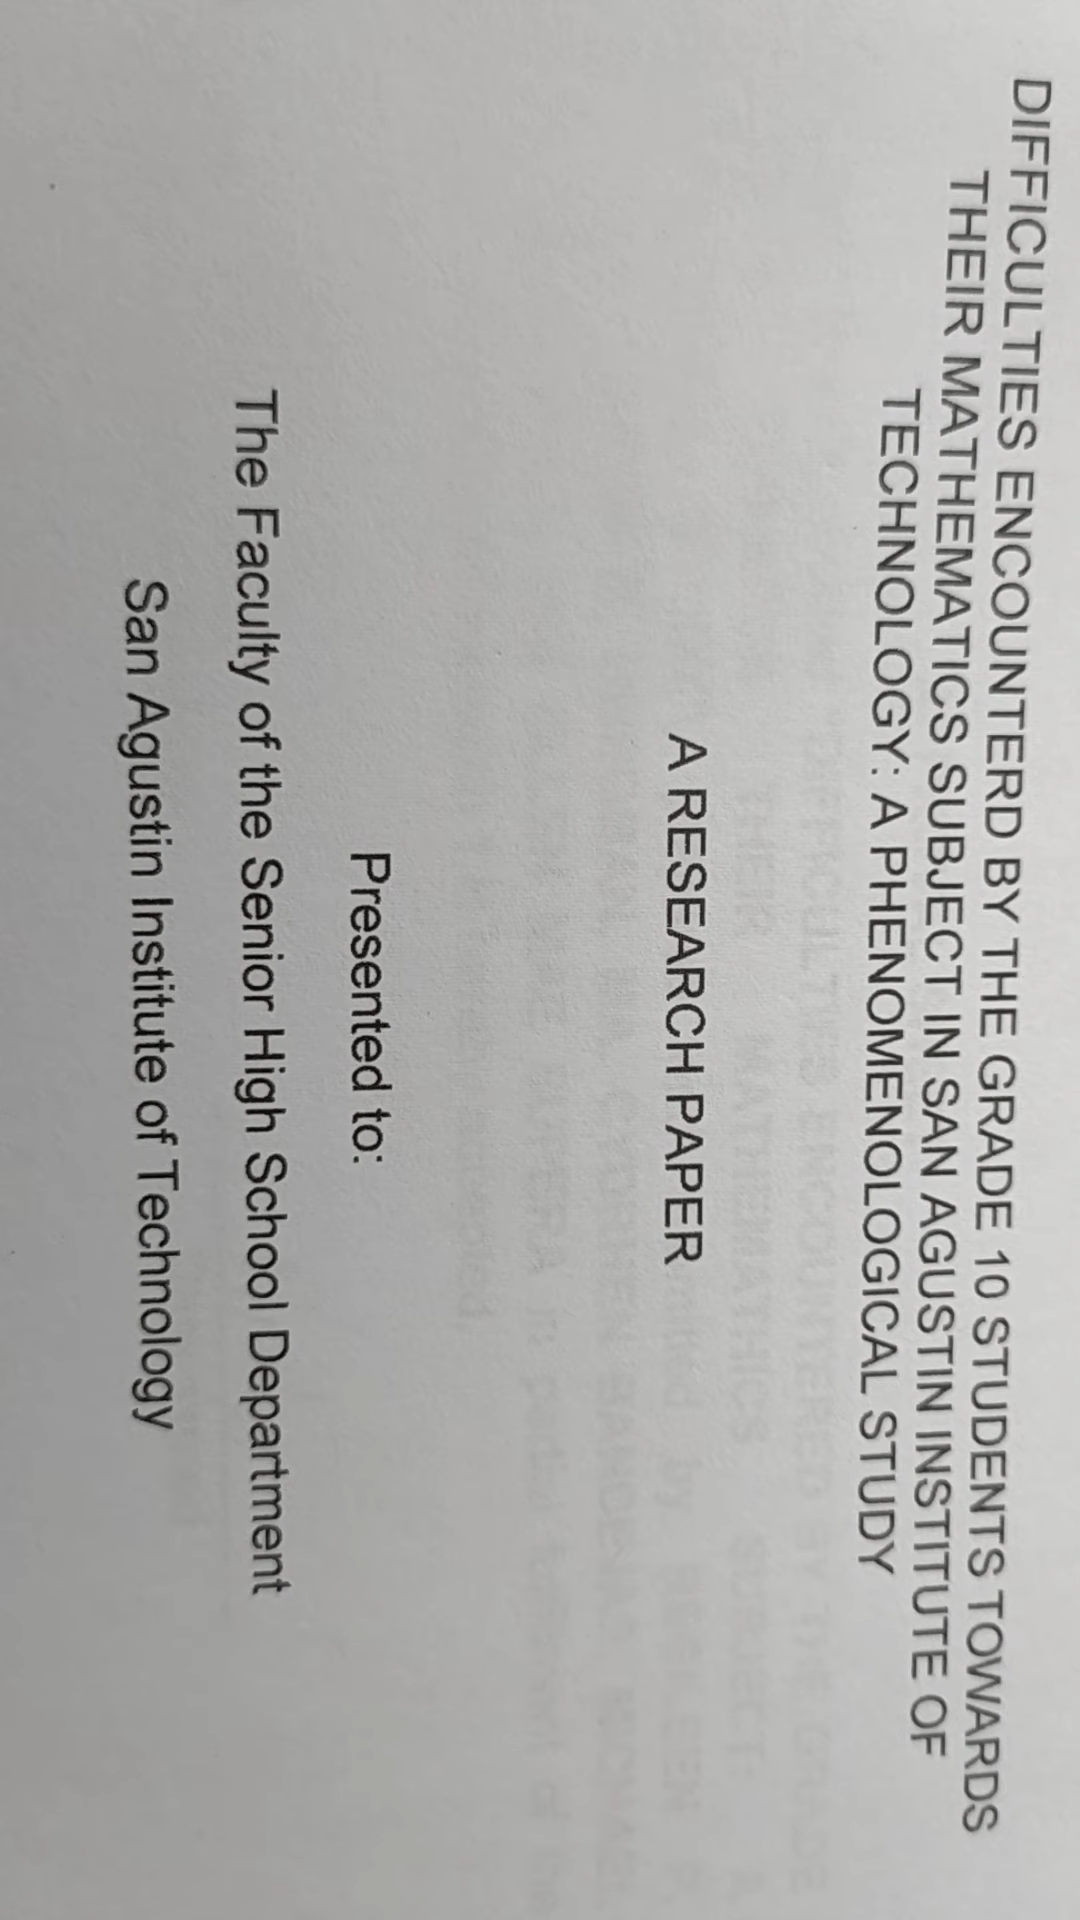 DIFFICULTIES ENCOUNTERD BY THE GRADE 10 STUDENTS TOWARDS
THEIR MATHEMATICS SUBJECT IN SAN AGUSTIN INSTITUTE OF
TECHNOLOGY: A PHENOMENOLOGICAL STUDY
A RESEARCH PAPER
Presented to:
The Faculty of the Senior High School Department
San Agustin Institute of Technology